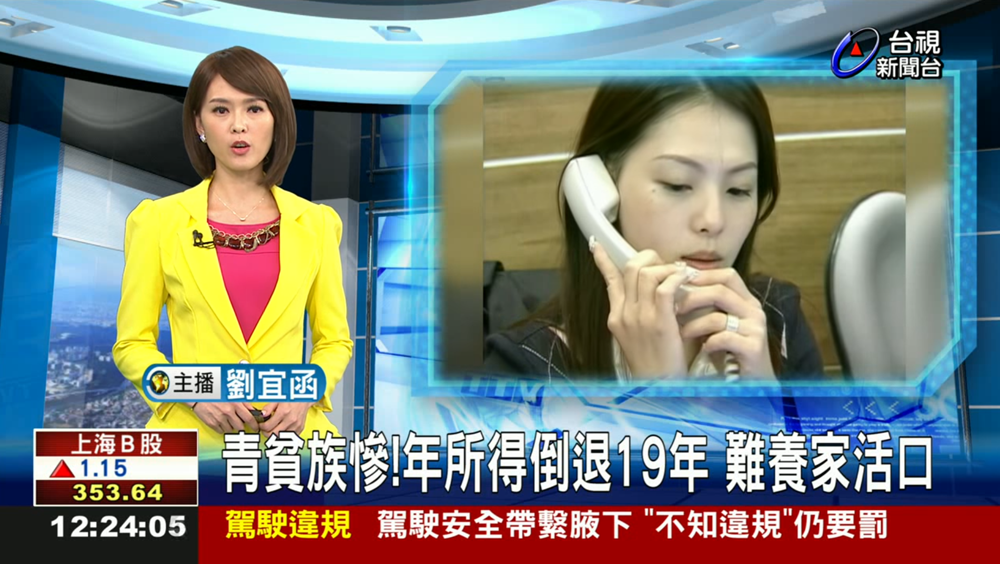 台視
新聞台
主播 劉宜函
上海B股
1.15
353.64
青貧族慘!年所得倒退19年 難養家活口
12:24:05
駕駛違規 駕駛安全帶繫腋下 "不知違規"仍要罰